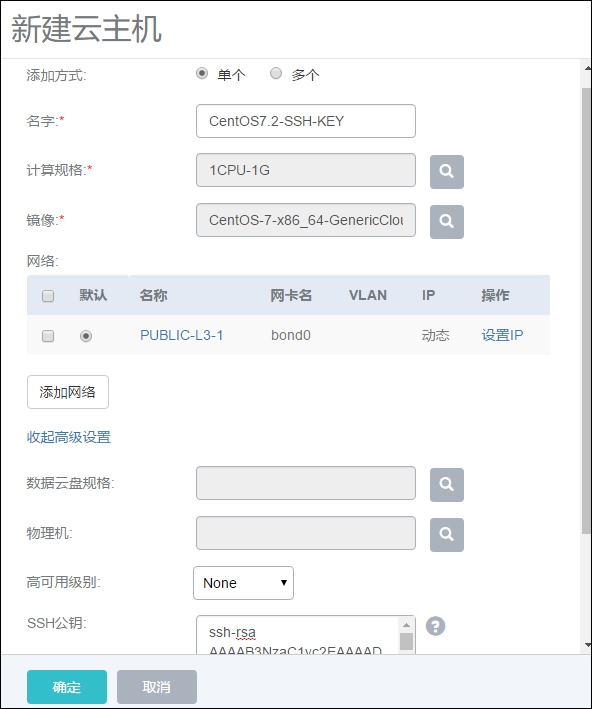 新建云主机
添加方式: 单个 多个
名字:* CentOS7.2-SSH-KEY
计算规格:* 1CPU-1G
镜像:* CentOS-7-x86_64-GenericClou
网络:
默认 名称 网卡名 VLAN IP 操作
PUBLIC-L3-1 bond0 动态 设置IP
添加网络
收起高级设置
数据云盘规格:
物理机:
高可用级别: None
SSH公钥: ssh-rsa
AAAAB3NzaC1yc2EAAAAD
确定 取消